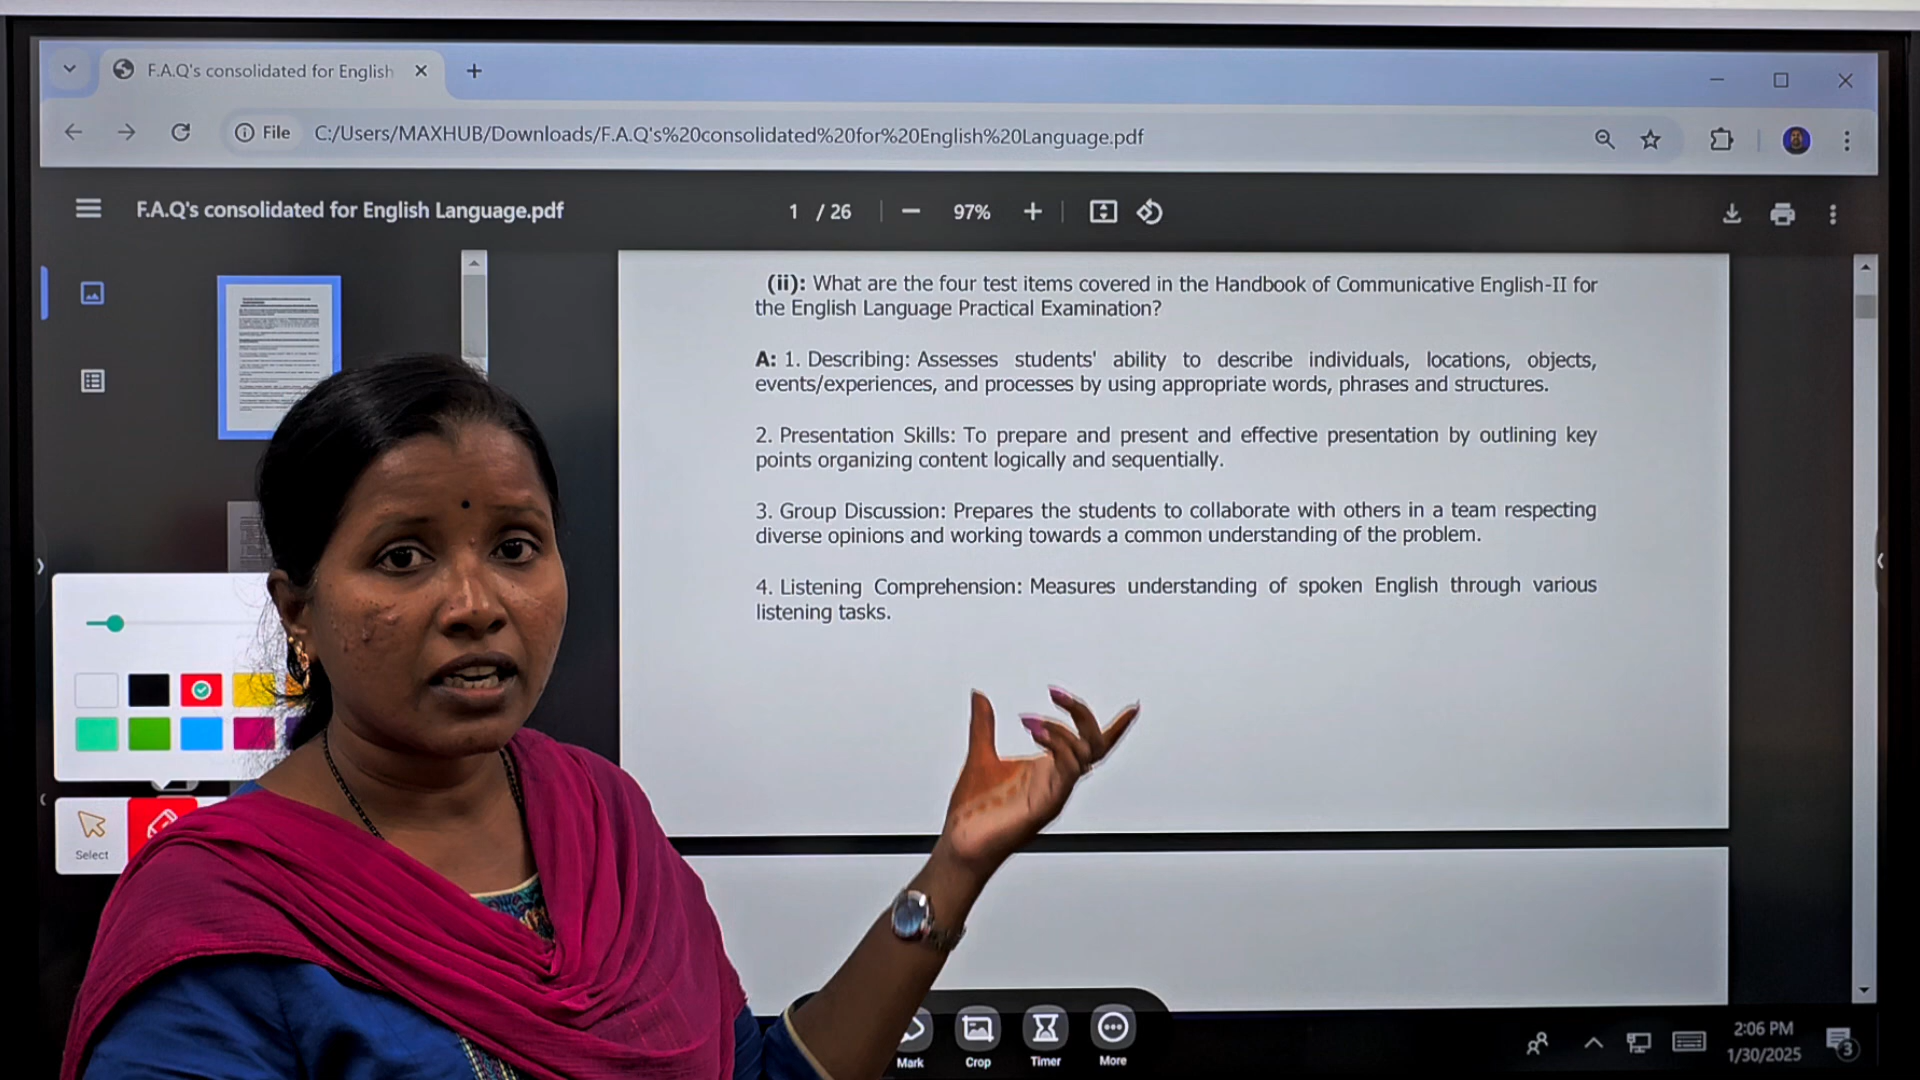 F.A.Q's consolidated for English
File
C:/Users/MAXHUB/Downloads/F.A.Q's%20consolidated%20for%20English%20Language.pdf
F.A.Q's consolidated for English Language.pdf
1 / 26
97%
(ii): What are the four test items covered in the Handbook of Communicative English-II for
the English Language Practical Examination?
A: 1. Describing: Assesses students' ability to describe individuals, locations, objects,
events/experiences, and processes by using appropriate words, phrases and structures.
2. Presentation Skills: To prepare and present and effective presentation by outlining key
points organizing content logically and sequentially.
3. Group Discussion: Prepares the students to collaborate with others in a team respecting
diverse opinions and working towards a common understanding of the problem.
4. Listening Comprehension: Measures understanding of spoken English through various
listening tasks.
Select
Mark
Crop
Timer
More
2:06 PM
1/30/2025
3